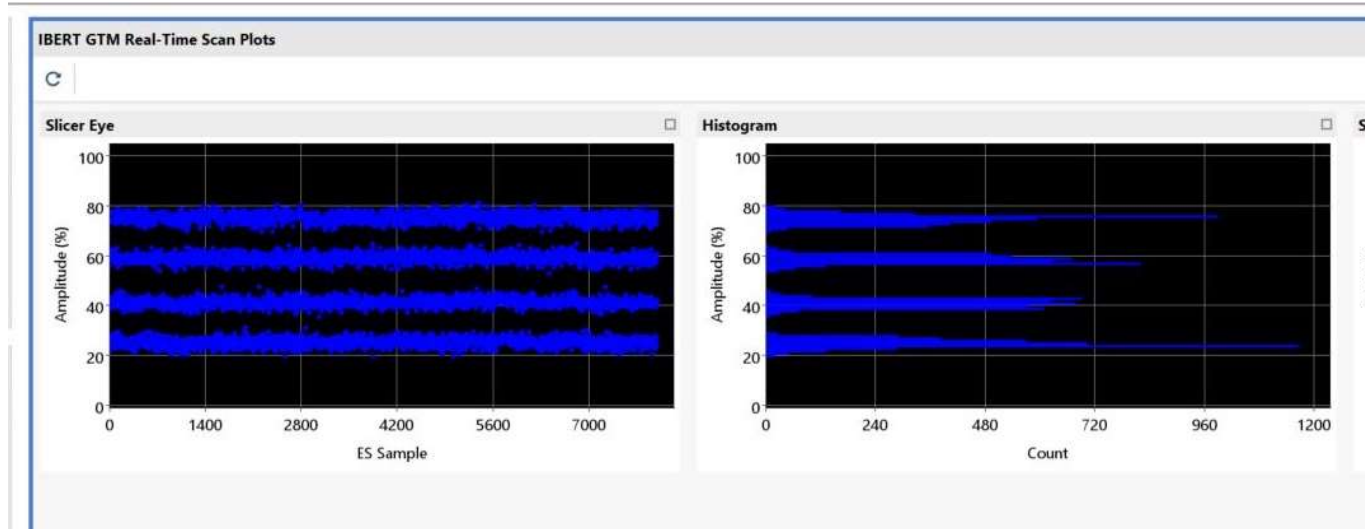 IBERT GTM Real-Time Scan Plots
Slicer Eye
100
80
60
40
20
0
Amplitude (%)
0 1400 2800 4200 5600 7000
ES Sample
Histogram
100
80
60
40
20
0
Amplitude (%)
0 240 480 720 960 1200
Count
S